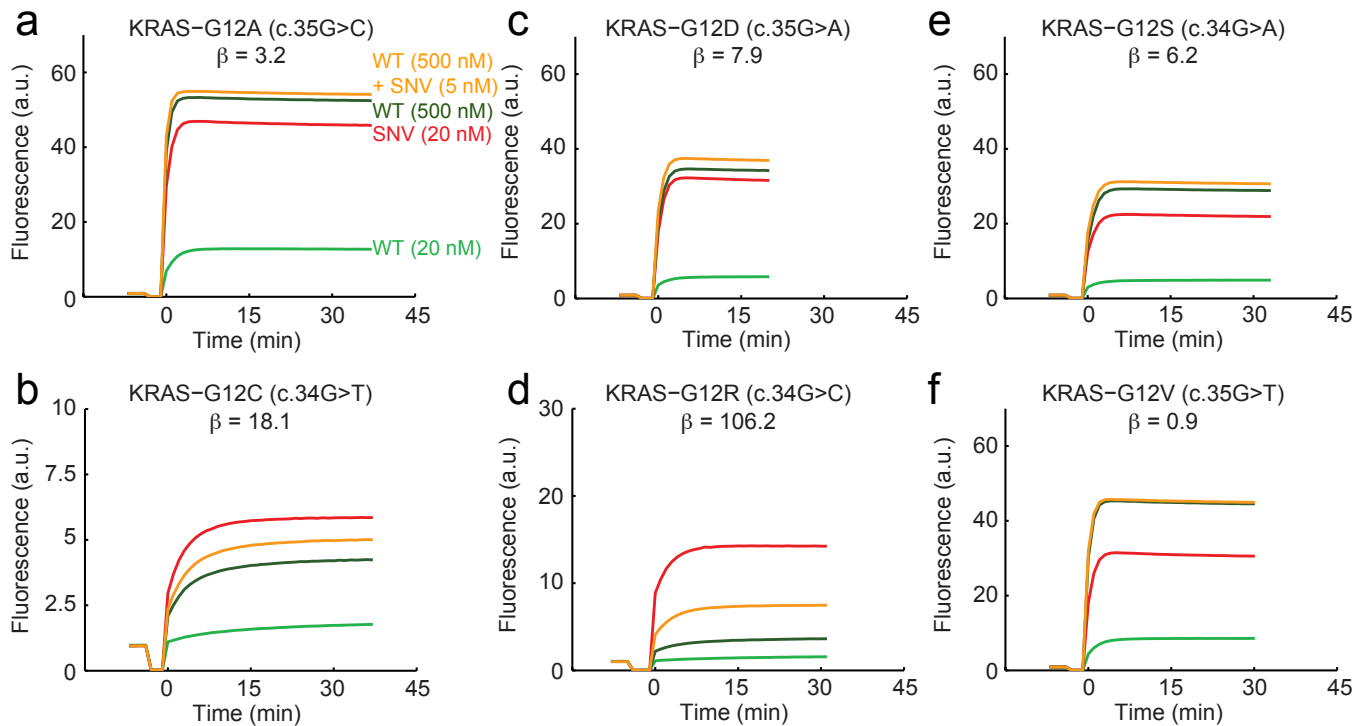 a
KRAS−G12A (c.35G>C)
β = 3.2
WT (500 nM)
+ SNV (5 nM)
WT (500 nM)
SNV (20 nM)
WT (20 nM)
Fluorescence (a.u.)
60
40
20
0
0
15
30
45
Time (min)
c
KRAS−G12D (c.35G>A)
β = 7.9
Fluorescence (a.u.)
60
40
20
0
0
15
30
45
Time (min)
e
KRAS−G12S (c.34G>A)
β = 6.2
Fluorescence (a.u.)
60
40
20
0
0
15
30
45
Time (min)
b
KRAS−G12C (c.34G>T)
β = 18.1
Fluorescence (a.u.)
10
7.5
5
2.5
0
0
15
30
45
Time (min)
d
KRAS−G12R (c.34G>C)
β = 106.2
Fluorescence (a.u.)
30
20
10
0
0
15
30
45
Time (min)
f
KRAS−G12V (c.35G>T)
β = 0.9
Fluorescence (a.u.)
60
40
20
0
0
15
30
45
Time (min)